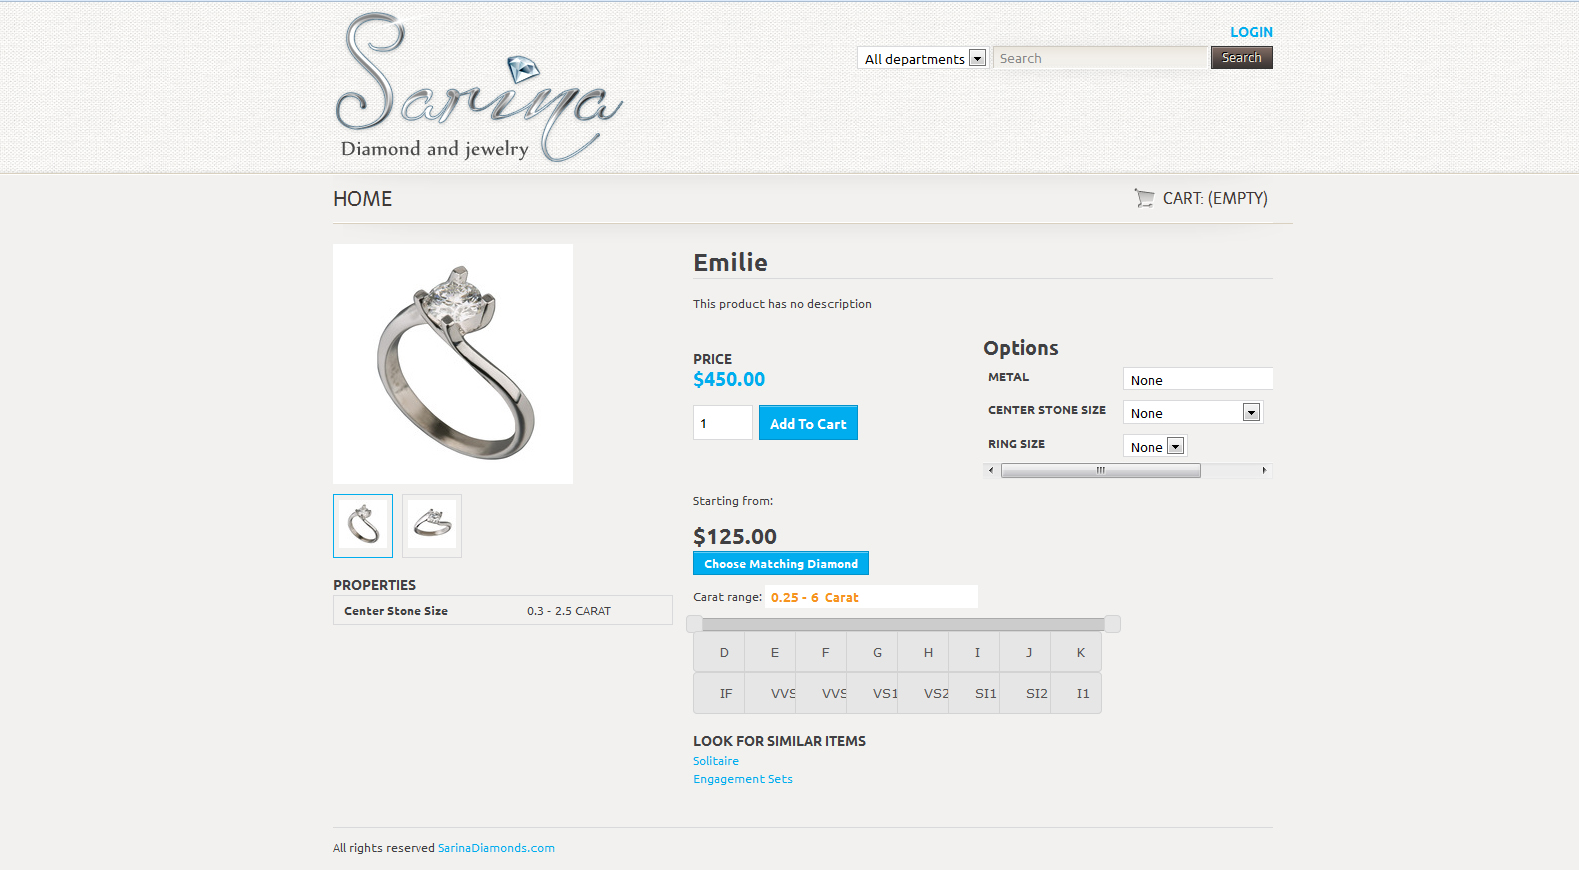 LOGIN
All departments Search Search
Sarina
Diamond and jewelry
HOME
CART: (EMPTY)
Emilie
This product has no description
PRICE
$450.00
1 Add To Cart
Options
METAL None
CENTER STONE SIZE None
RING SIZE None
Starting from:
$125.00
Choose Matching Diamond
Carat range: 0.25 - 6 Carat
D E F G H I J K
IF VVS VVS VS1 VS2 SI1 SI2 I1
PROPERTIES
Center Stone Size 0.3 - 2.5 CARAT
LOOK FOR SIMILAR ITEMS
Solitaire
Engagement Sets
All rights reserved SarinaDiamonds.com